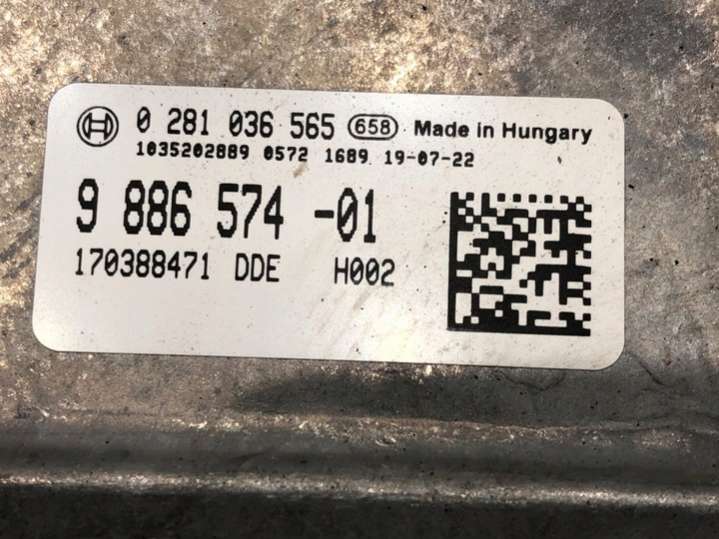 0 281 036 565 658 Made in Hungary
1035202889 0572 1689 19-07-22
9 886 574 -01
170388471 DDE H002